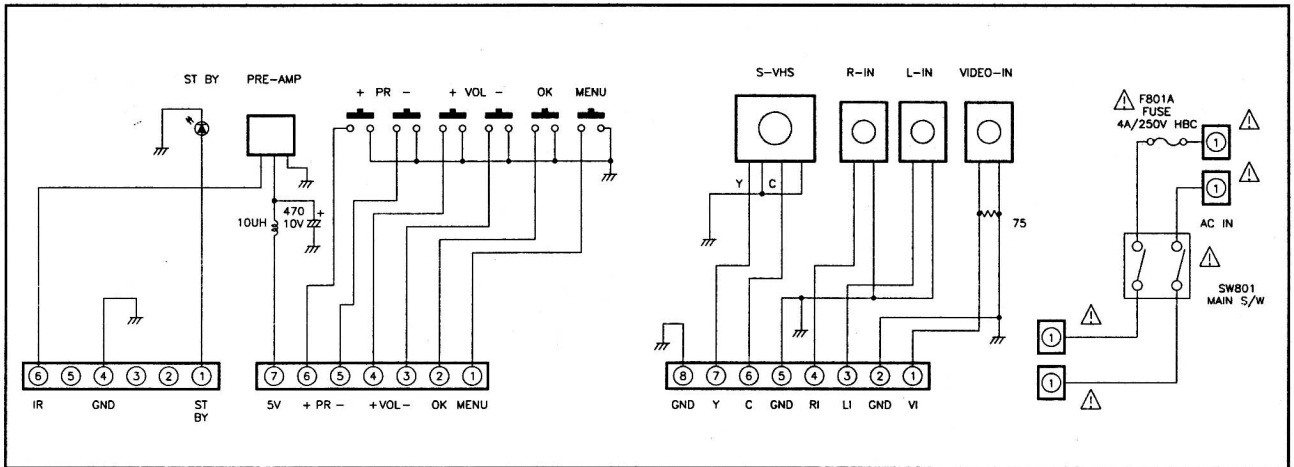 ST BY
PRE-AMP
+ PR -
+ VOL -
OK
MENU
S-VHS
R-IN
L-IN
VIDEO-IN
F801A
FUSE
4A/250V HBC
1
1
AC IN
Y
C
10UH
470
10V
+
75
SW801
MAIN S/W
1
1
6 5 4 3 2 1
IR
GND
ST
BY
7 6 5 4 3 2 1
5V
+ PR -
+VOL-
OK
MENU
8 7 6 5 4 3 2 1
GND
Y
C
GND
RI
LI
GND
VI